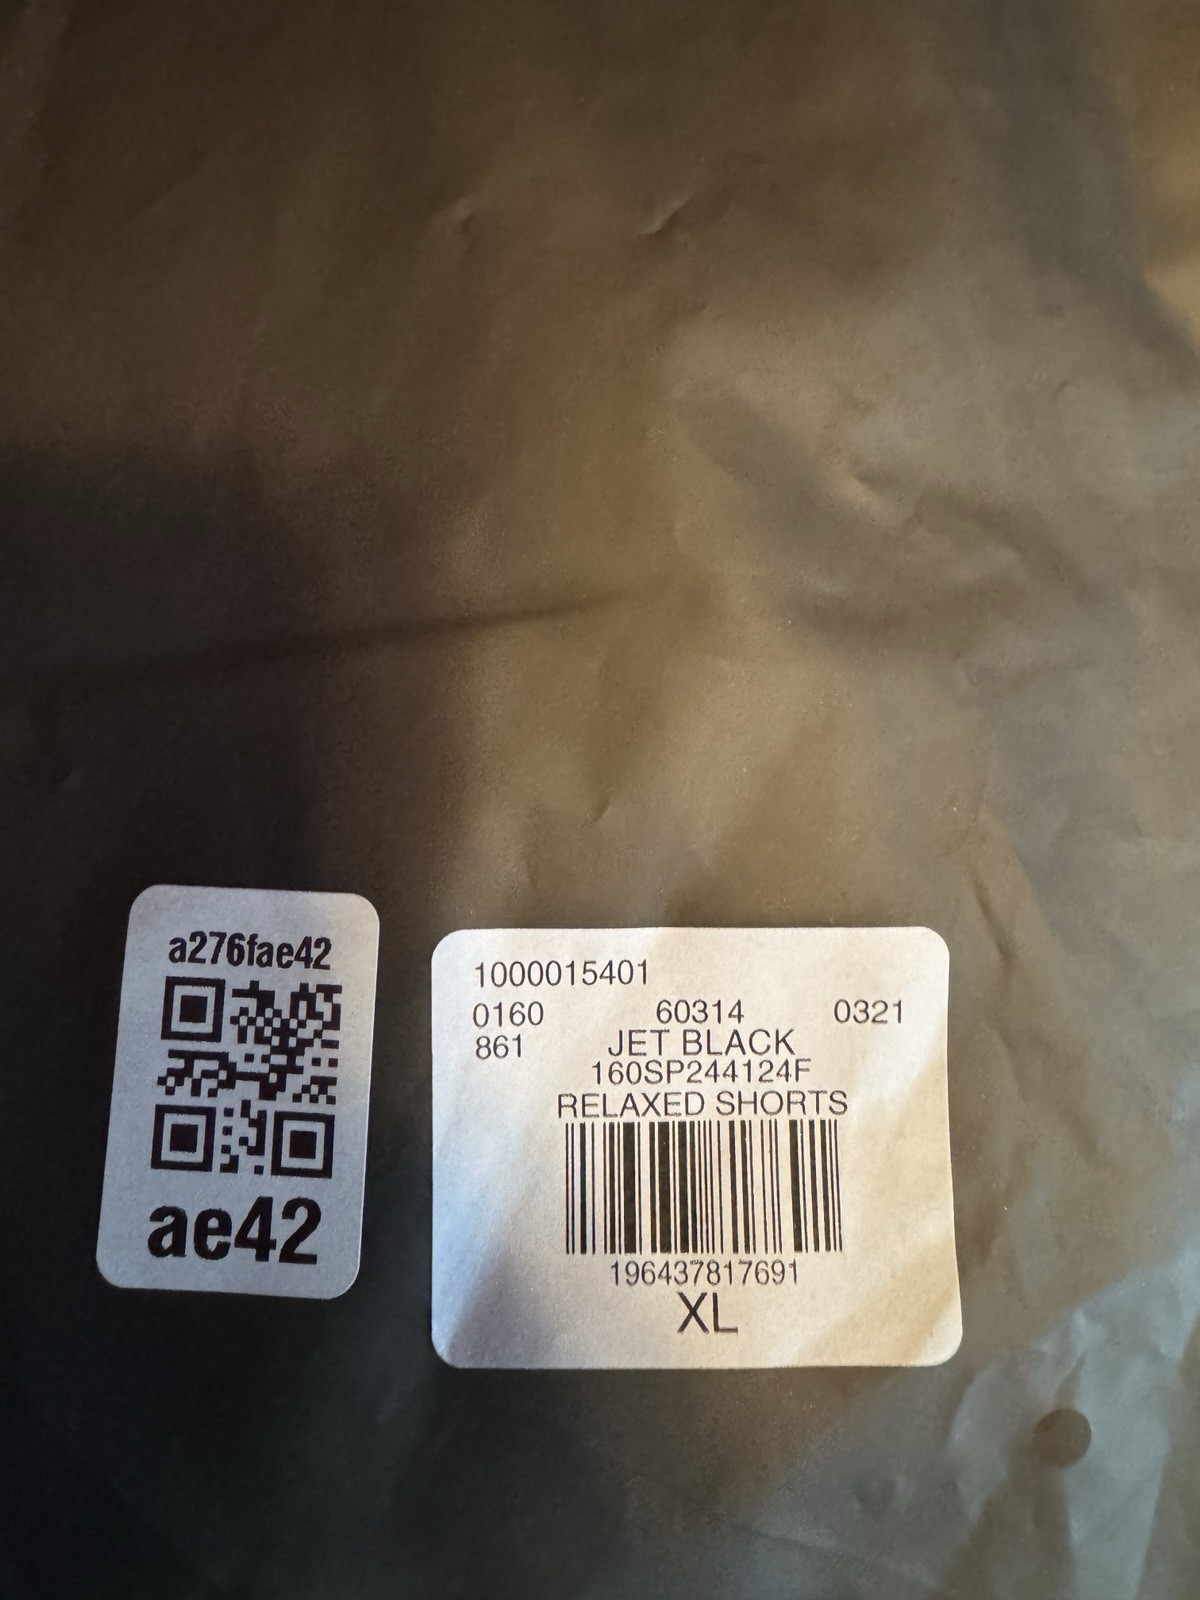 a276fae42
ae42
1000015401
0160 60314 0321
861 JET BLACK
160SP244124F
RELAXED SHORTS
196437817691
XL